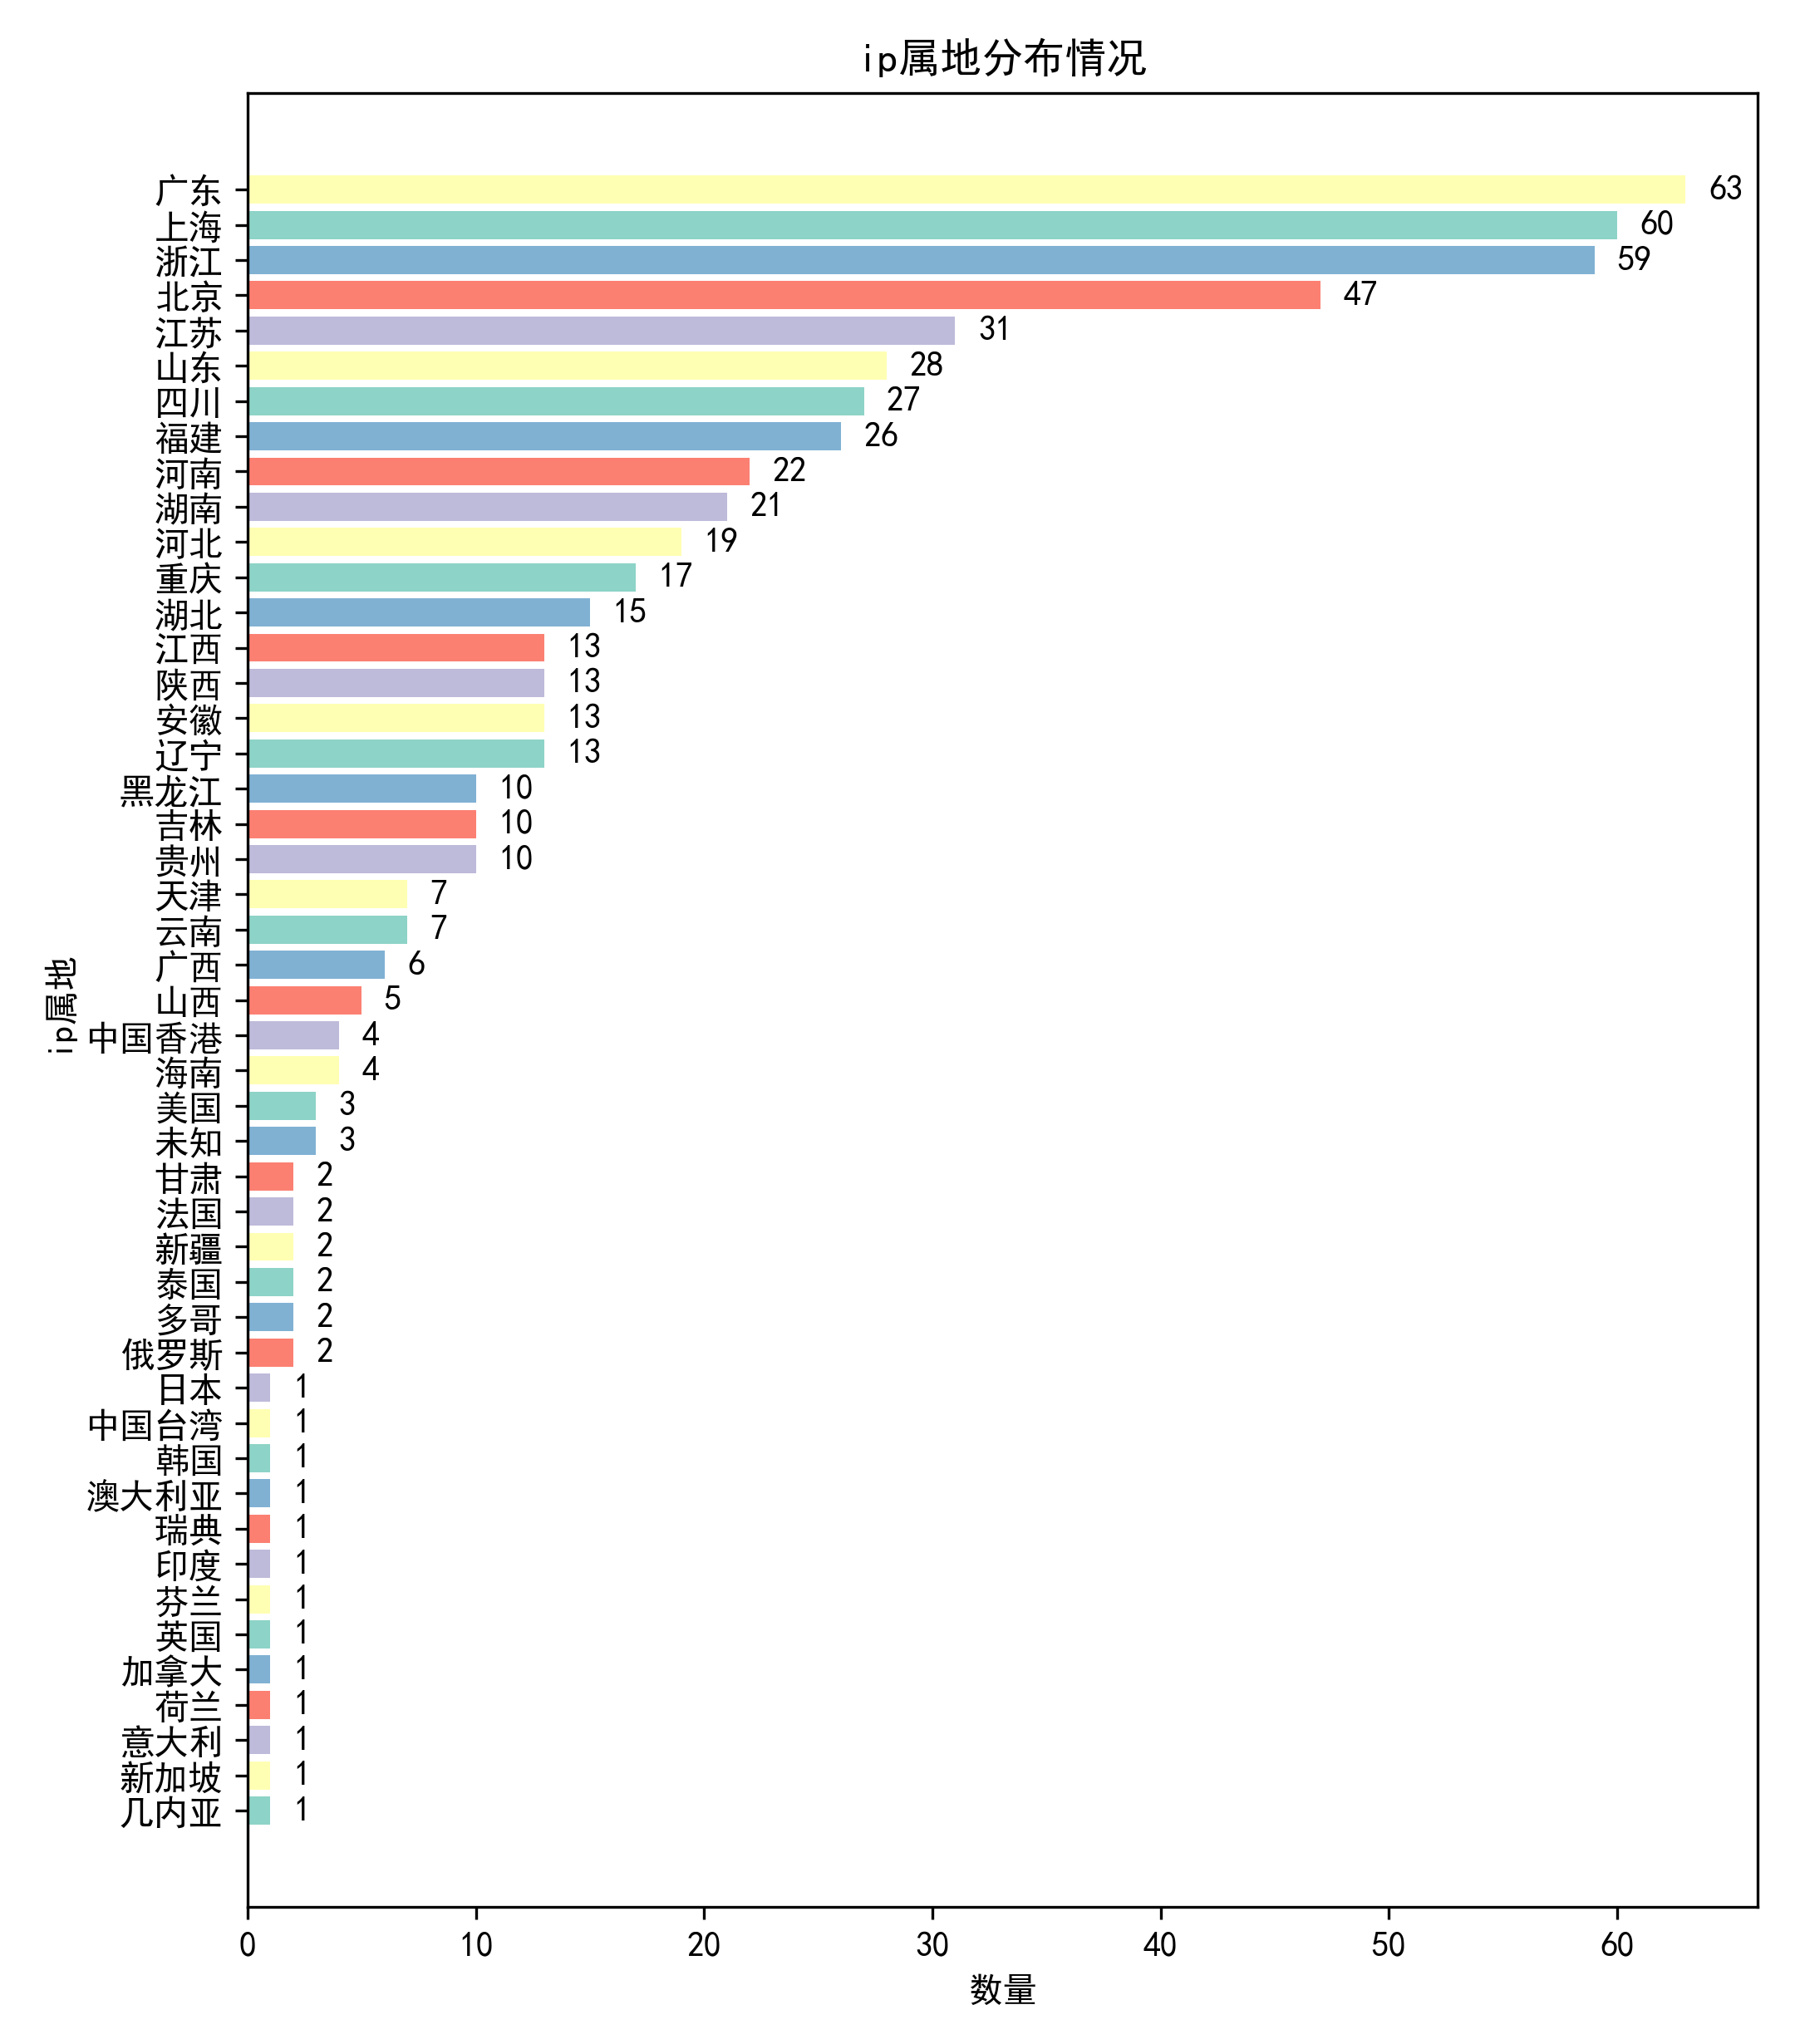 ip属地分布情况
ip属地
广东 63
上海 60
浙江 59
北京 47
江苏 31
山东 28
四川 27
福建 26
河南 22
湖南 21
河北 19
重庆 17
湖北 15
江西 13
陕西 13
安徽 13
辽宁 13
黑龙江 10
吉林 10
贵州 10
天津 7
云南 7
广西 6
山西 5
中国香港 4
海南 4
美国 3
未知 3
甘肃 2
法国 2
新疆 2
泰国 2
多哥 2
俄罗斯 2
日本 1
中国台湾 1
韩国 1
澳大利亚 1
瑞典 1
印度 1
芬兰 1
英国 1
加拿大 1
荷兰 1
意大利 1
新加坡 1
几内亚 1
0 10 20 30 40 50 60
数量